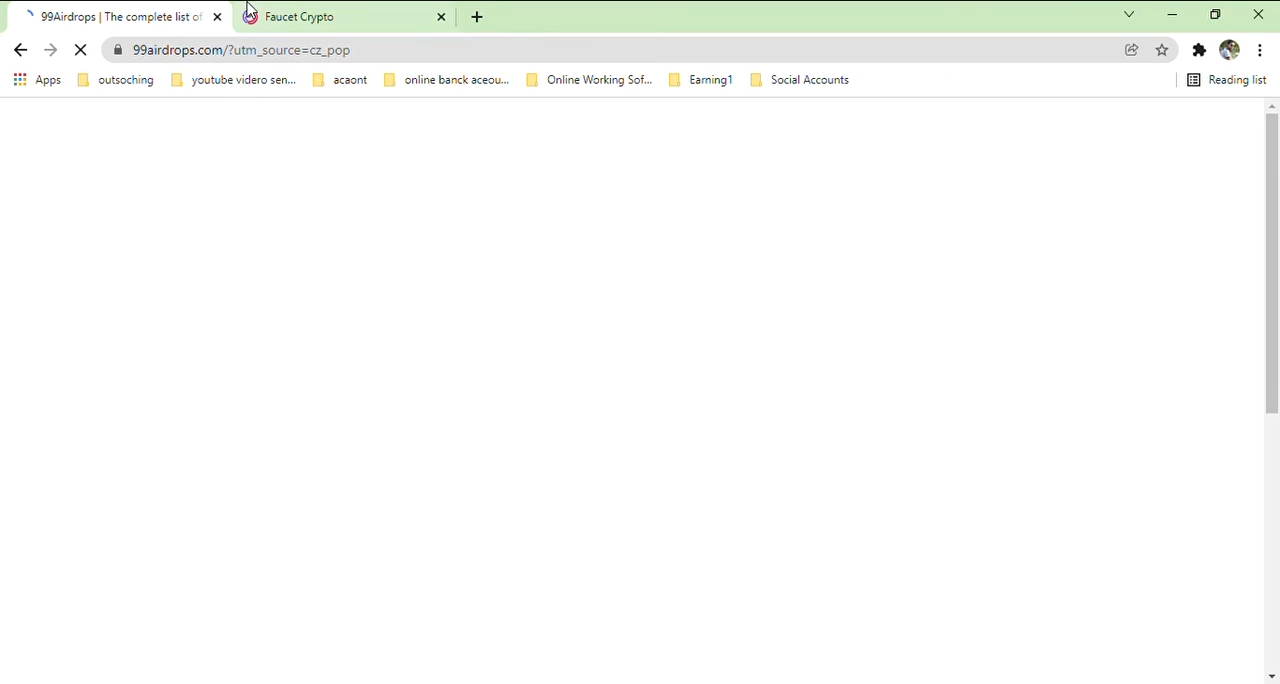 99Airdrops | The complete list of
Faucet Crypto
99airdrops.com/?utm_source=cz_pop
Apps outsoching youtube videro sen... acaont online banck aceou... Online Working Sof... Earning1 Social Accounts Reading list